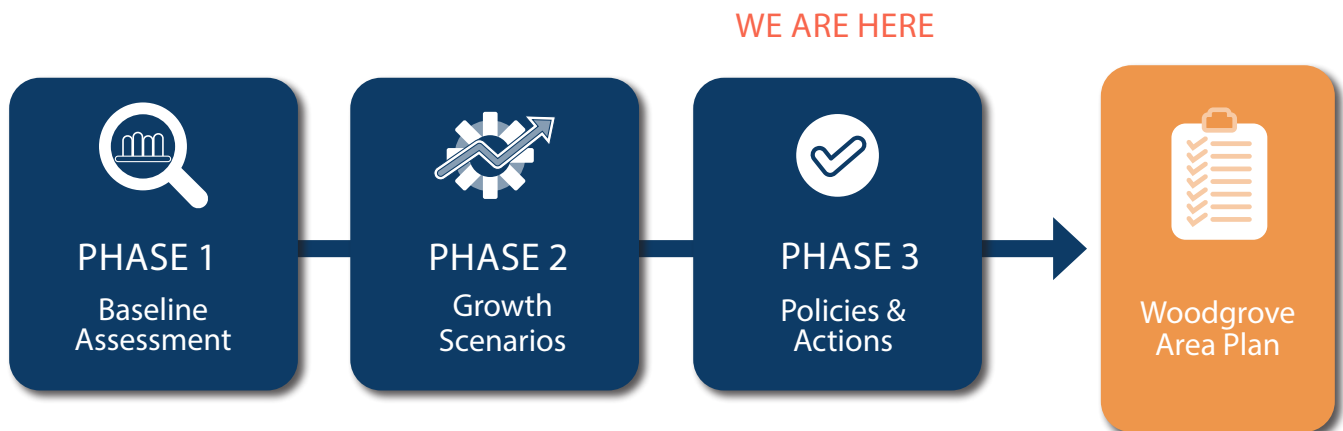 WE ARE HERE
PHASE 1
Baseline
Assessment
PHASE 2
Growth
Scenarios
PHASE 3
Policies &
Actions
Woodgrove
Area Plan